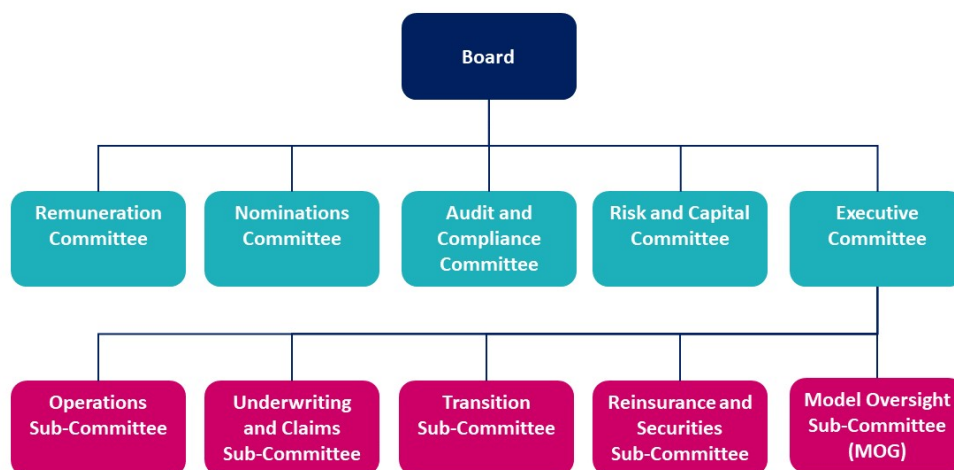 Board
Remuneration
Committee
Nominations
Committee
Audit and
Compliance
Committee
Risk and Capital
Committee
Executive
Committee
Operations
Sub-Committee
Underwriting
and Claims
Sub-Committee
Transition
Sub-Committee
Reinsurance and
Securities
Sub-Committee
Model Oversight
Sub-Committee
(MOG)